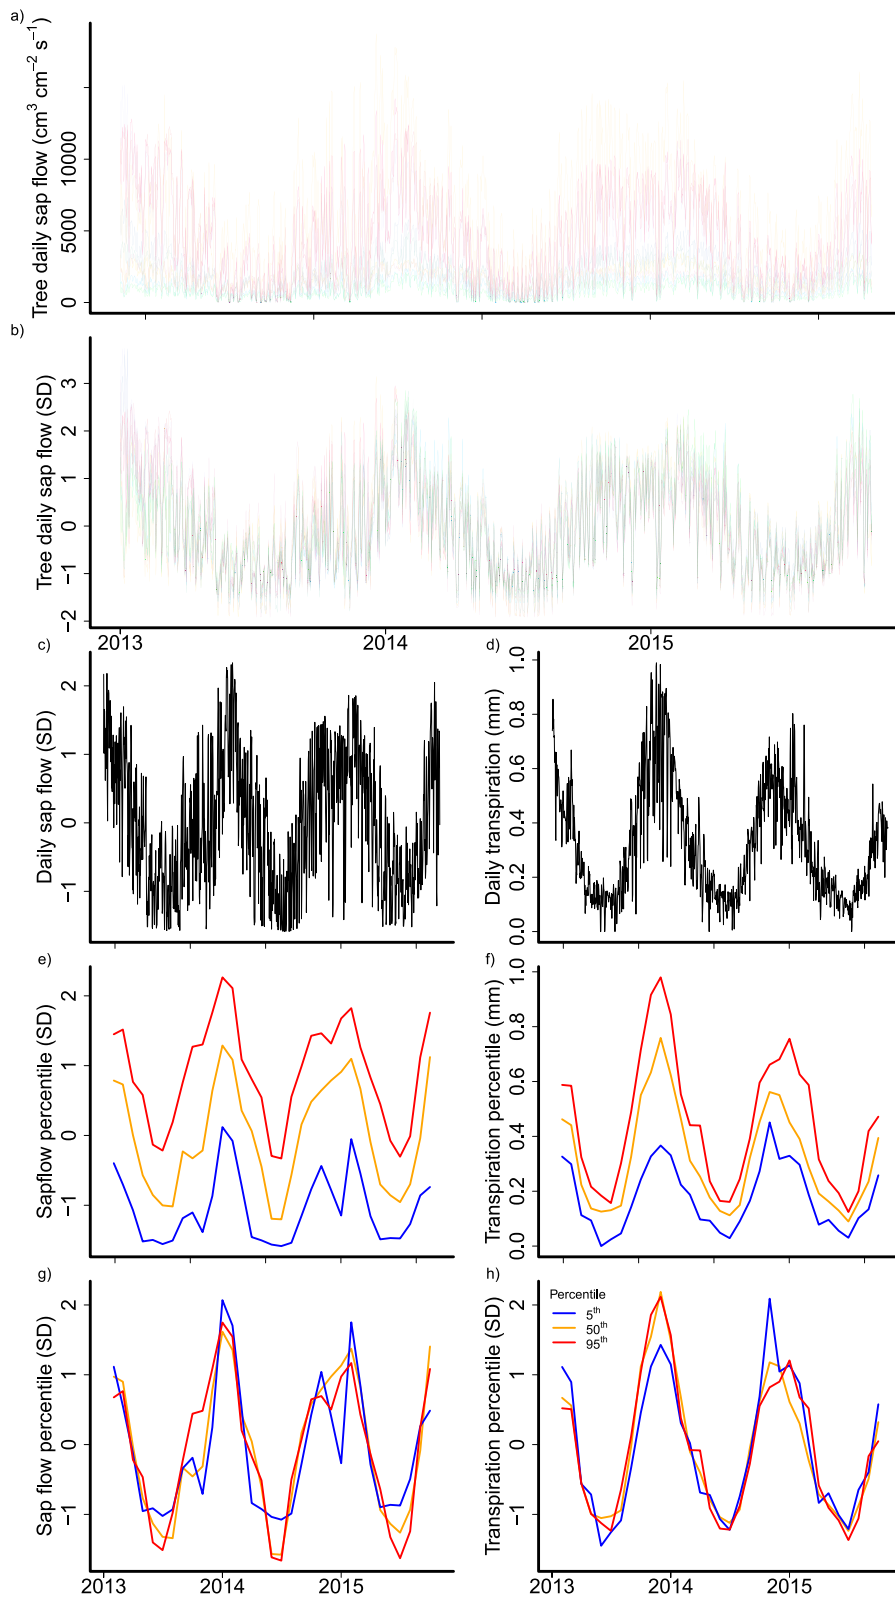 a)
Tree daily sap flow (cm³ cm⁻² s⁻¹)
10000
5000
0
b)
Tree daily sap flow (SD)
3
2
1
0
−1
−2
2013 2014 2015
c)
Daily sap flow (SD)
2
1
0
−1
d)
Daily transpiration (mm)
1.0
0.8
0.6
0.4
0.2
0.0
e)
Sapflow percentile (SD)
2
1
0
−1
f)
Transpiration percentile (mm)
1.0
0.8
0.6
0.4
0.2
0.0
g)
Sap flow percentile (SD)
2
1
0
−1
2013 2014 2015
h)
Transpiration percentile (SD)
2
1
0
−1
Percentile
5th
50th
95th
2013 2014 2015